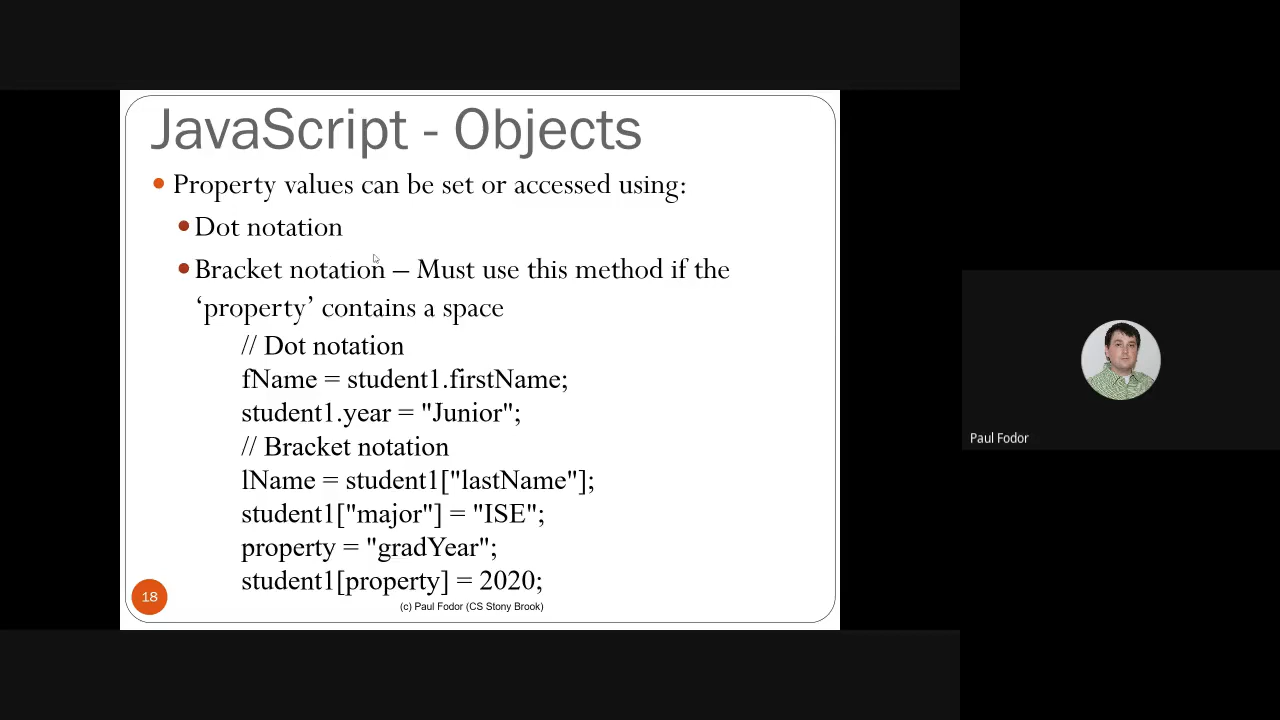 JavaScript - Objects
Property values can be set or accessed using:
Dot notation
Bracket notation – Must use this method if the
‘property’ contains a space
// Dot notation
fName = student1.firstName;
student1.year = "Junior";
// Bracket notation
lName = student1["lastName"];
student1["major"] = "ISE";
property = "gradYear";
student1[property] = 2020;
18
(c) Paul Fodor (CS Stony Brook)
Paul Fodor